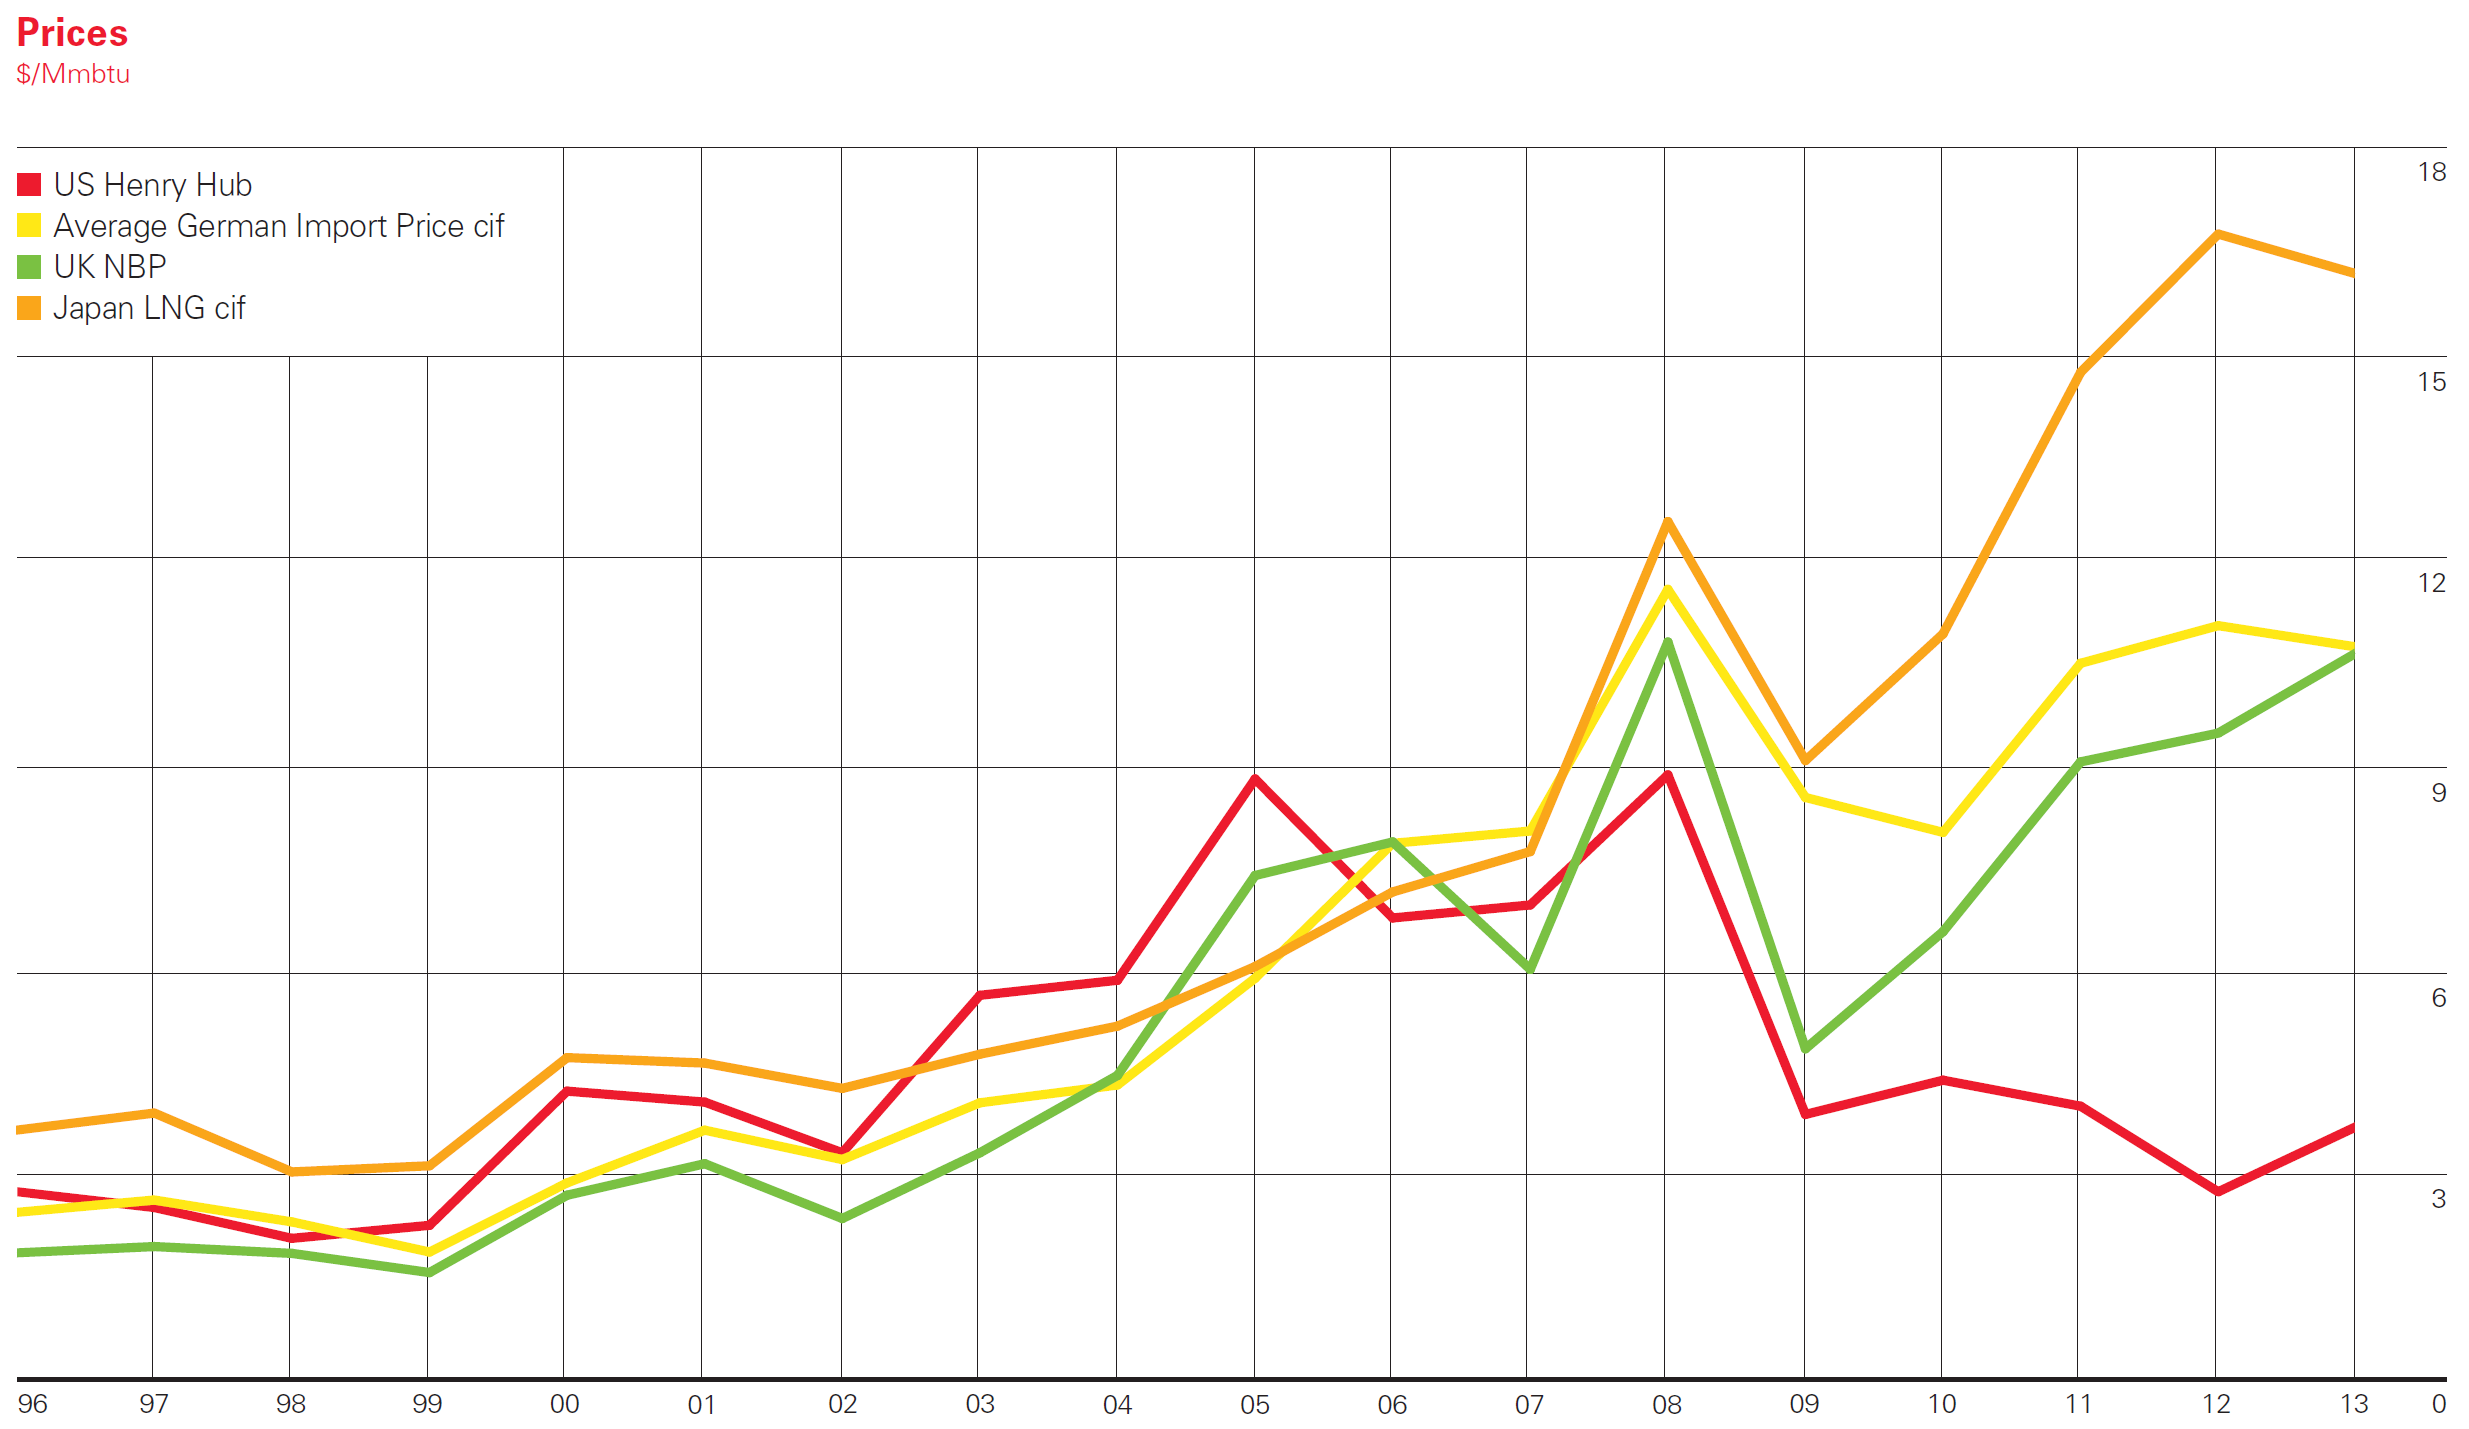 Prices
$/Mmbtu
US Henry Hub
Average German Import Price cif
UK NBP
Japan LNG cif
18
15
12
9
6
3
96 97 98 99 00 01 02 03 04 05 06 07 08 09 10 11 12 13 0